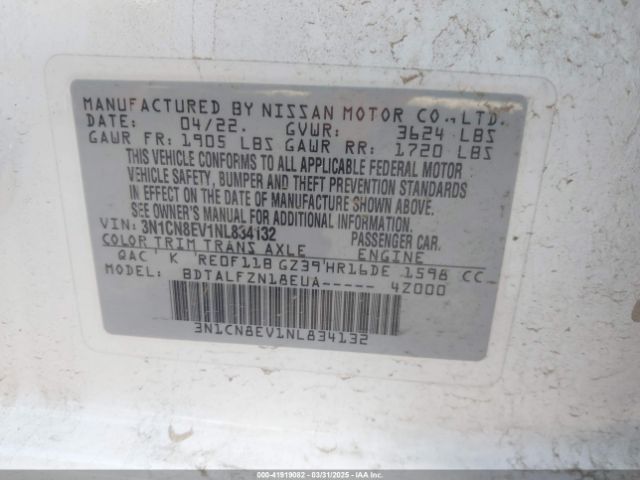 MANUFACTURED BY NISSAN MOTOR CO., LTD.
DATE: 04/22. GVWR: 3624 LBS
GAWR FR: 1905 LBS GAWR RR: 1720 LBS
THIS VEHICLE CONFORMS TO ALL APPLICABLE FEDERAL MOTOR
VEHICLE SAFETY, BUMPER AND THEFT PREVENTION STANDARDS
IN EFFECT ON THE DATE OF MANUFACTURE SHOWN ABOVE.
SEE OWNER'S MANUAL FOR ADDITIONAL INFORMATION.
VIN: 3N1CN8EV1NL834132 PASSENGER CAR.
COLOR TRIM TRANS AXLE ENGINE
QAC' K 'RE0F11B GZ39'HR16DE 1598 CC
MODEL: BDTALFZN18EUA----- 4Z000
3N1CN8EV1NL834132
000-41919082 - 03/31/2025 - IAAI.com